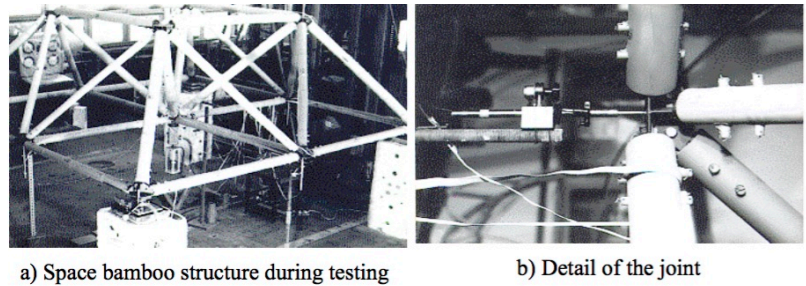 a) Space bamboo structure during testing
b) Detail of the joint